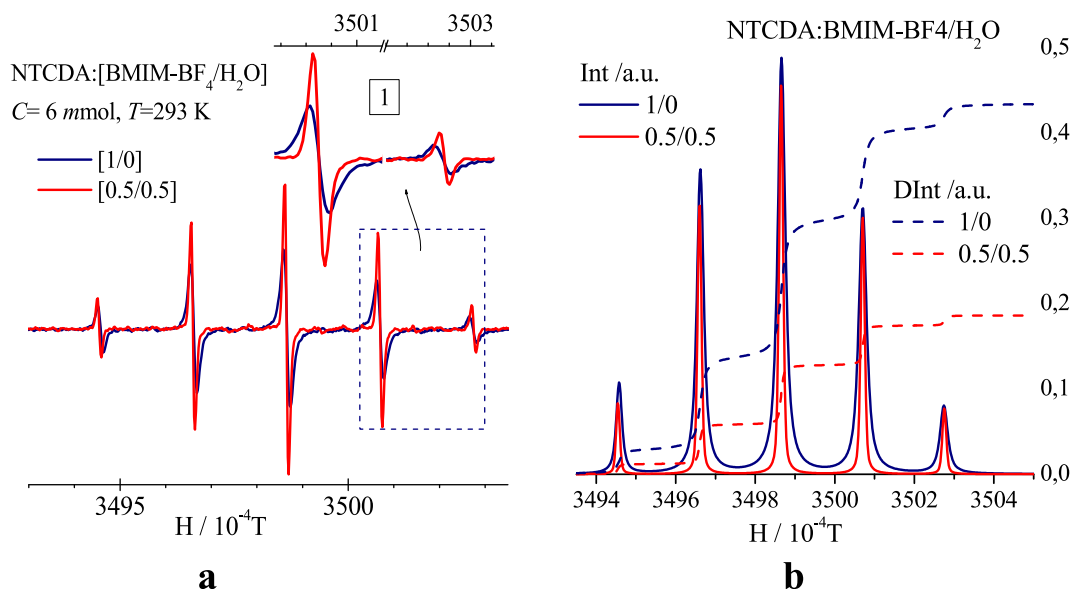 3501 3503
NTCDA:[BMIM-BF4/H2O]
C= 6 mmol, T=293 K
[1/0]
[0.5/0.5]
1
3495 3500
H / 10-4T
a
NTCDA:BMIM-BF4/H2O
Int /a.u.
1/0
0.5/0.5
DInt /a.u.
1/0
0.5/0.5
0,5
0,4
0,3
0,2
0,1
0,0
3494 3496 3498 3500 3502 3504
H / 10-4T
b